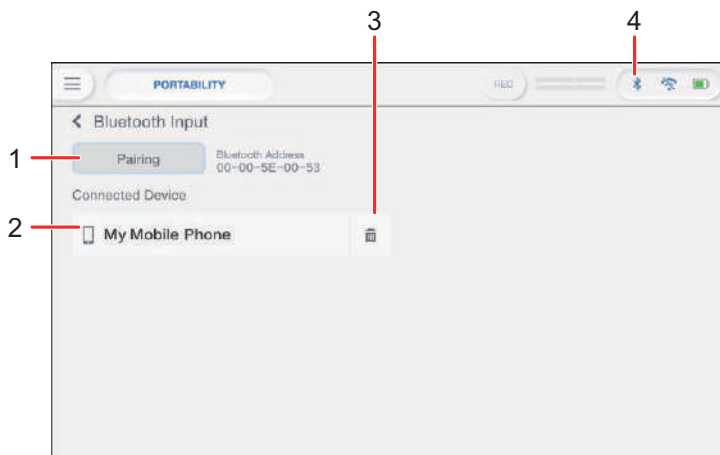 3
4
PORTABILITY
REC
Bluetooth Input
1
Pairing
Bluetooth Address
00-00-5E-00-53
Connected Device
2
My Mobile Phone